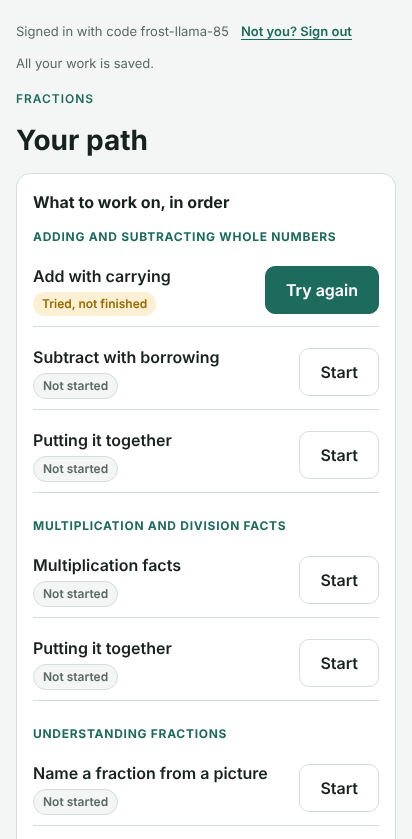 Signed in with code frost-llama-85 Not you? Sign out
All your work is saved.
FRACTIONS
Your path
What to work on, in order
ADDING AND SUBTRACTING WHOLE NUMBERS
Add with carrying
Tried, not finished
Try again
Subtract with borrowing
Not started
Start
Putting it together
Not started
Start
MULTIPLICATION AND DIVISION FACTS
Multiplication facts
Not started
Start
Putting it together
Not started
Start
UNDERSTANDING FRACTIONS
Name a fraction from a picture
Not started
Start